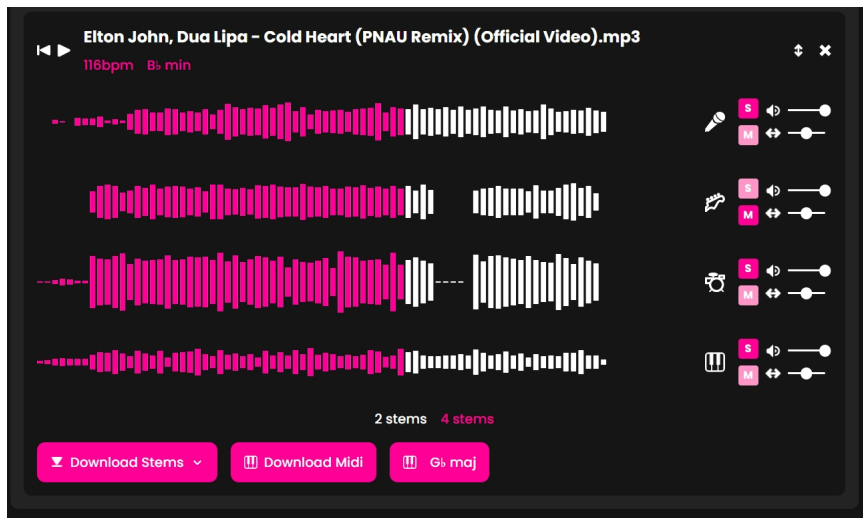 Elton John, Dua Lipa – Cold Heart (PNAU Remix) (Official Video).mp3
116bpm B♭ min
S
M
S
M
S
M
S
M
2 stems 4 stems
Download Stems
Download Midi
G♭ maj